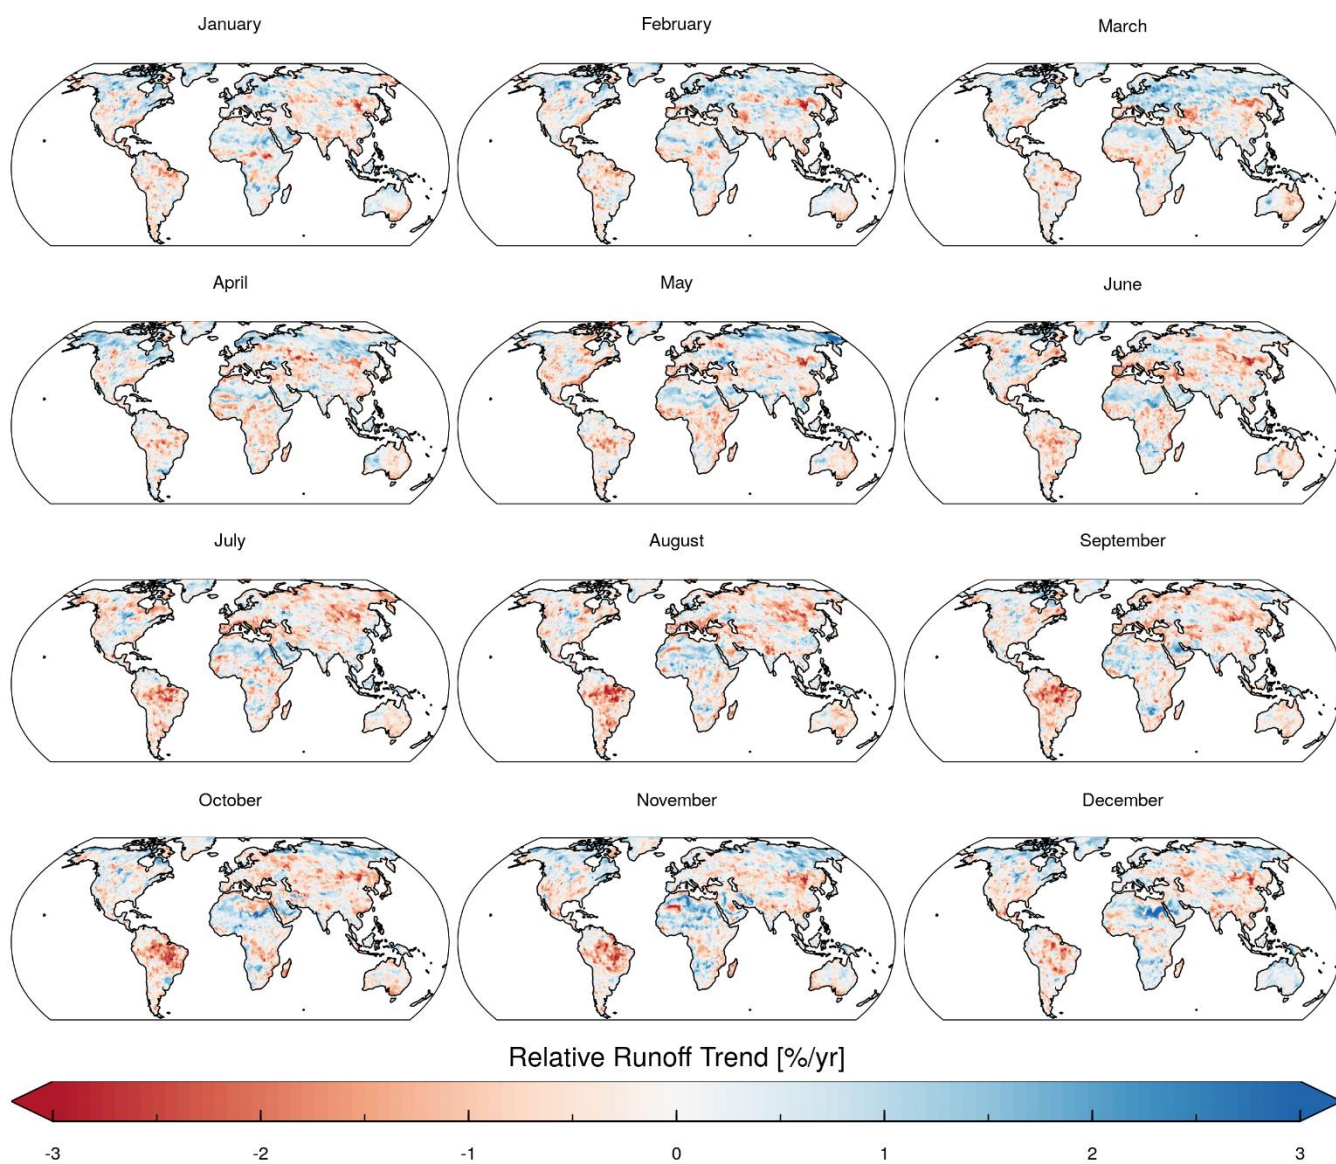 January February March
April May June
July August September
October November December
Relative Runoff Trend [%/yr]
-3 -2 -1 0 1 2 3